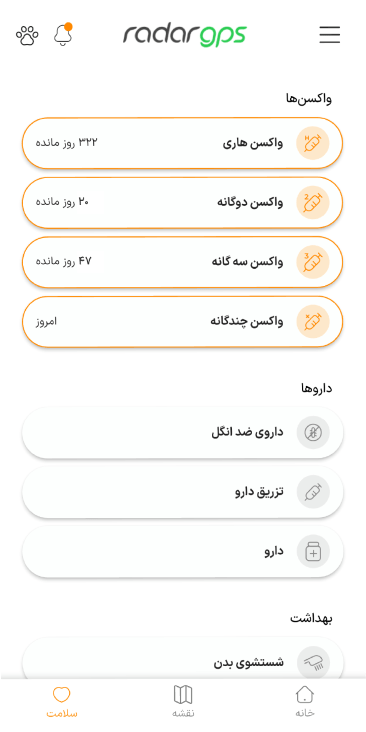 radargps
واکسن‌ها
واکسن هاری
۳۲۲ روز مانده
واکسن دوگانه
۲۰ روز مانده
واکسن سه گانه
۴۷ روز مانده
واکسن چندگانه
امروز
داروها
داروی ضد انگل
تزریق دارو
دارو
بهداشت
شستشوی بدن
خانه
نقشه
سلامت